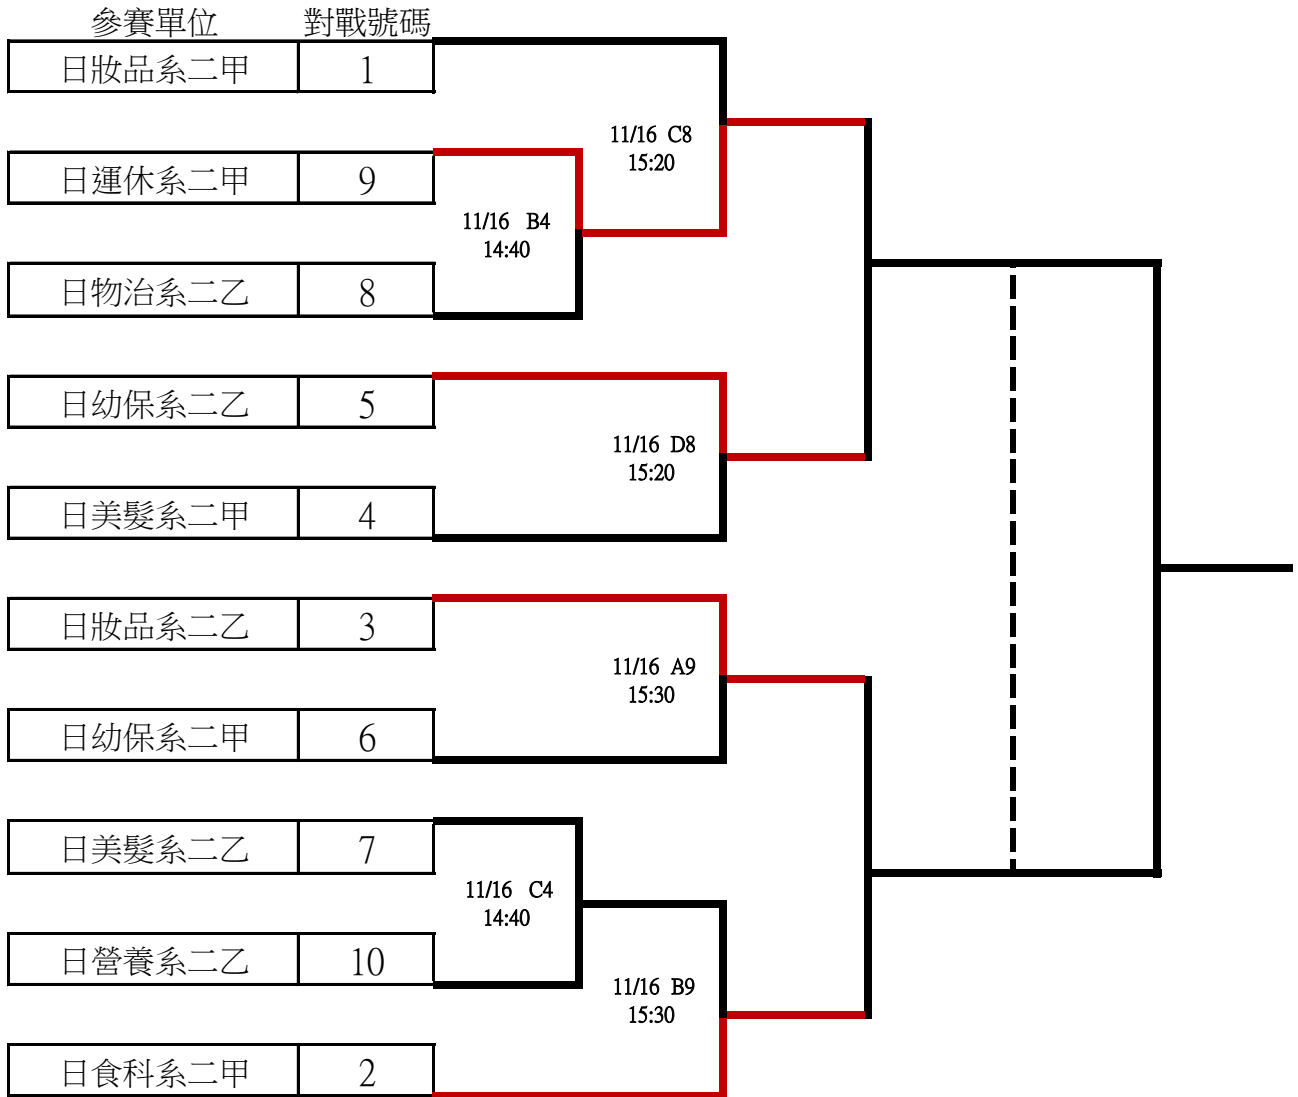 參賽單位 對戰號碼
日妝品系二甲 1
11/16 C8
15:20
日運休系二甲 9
11/16 B4
14:40
日物治系二乙 8
日幼保系二乙 5
11/16 D8
15:20
日美髮系二甲 4
日妝品系二乙 3
11/16 A9
15:30
日幼保系二甲 6
日美髮系二乙 7
11/16 C4
14:40
日營養系二乙 10
11/16 B9
15:30
日食科系二甲 2